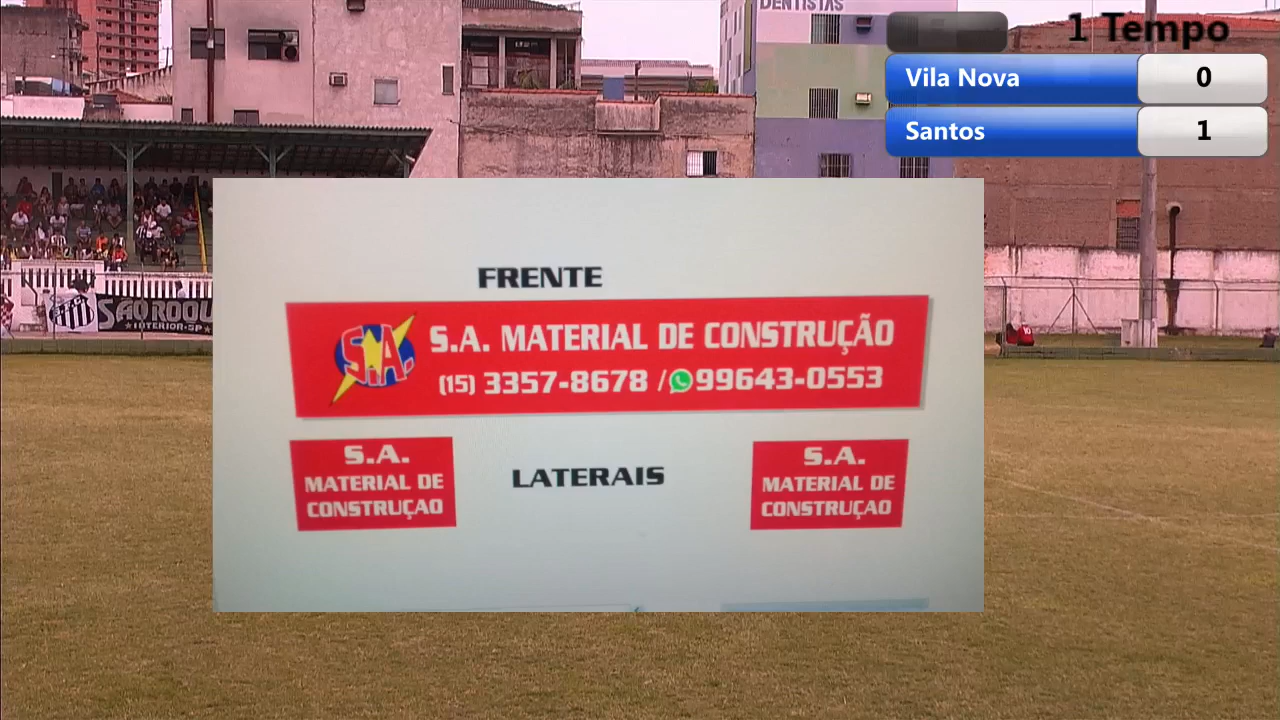 DENTISTAS
1 Tempo
Vila Nova 0
Santos 1
FRENTE
S.A.
S.A. MATERIAL DE CONSTRUÇÃO
(15) 3357-8678 / 99643-0553
SÃO ROQUE
INTERIOR-SP
S.A.
MATERIAL DE
CONSTRUÇAO
LATERAIS
S.A.
MATERIAL DE
CONSTRUÇAO